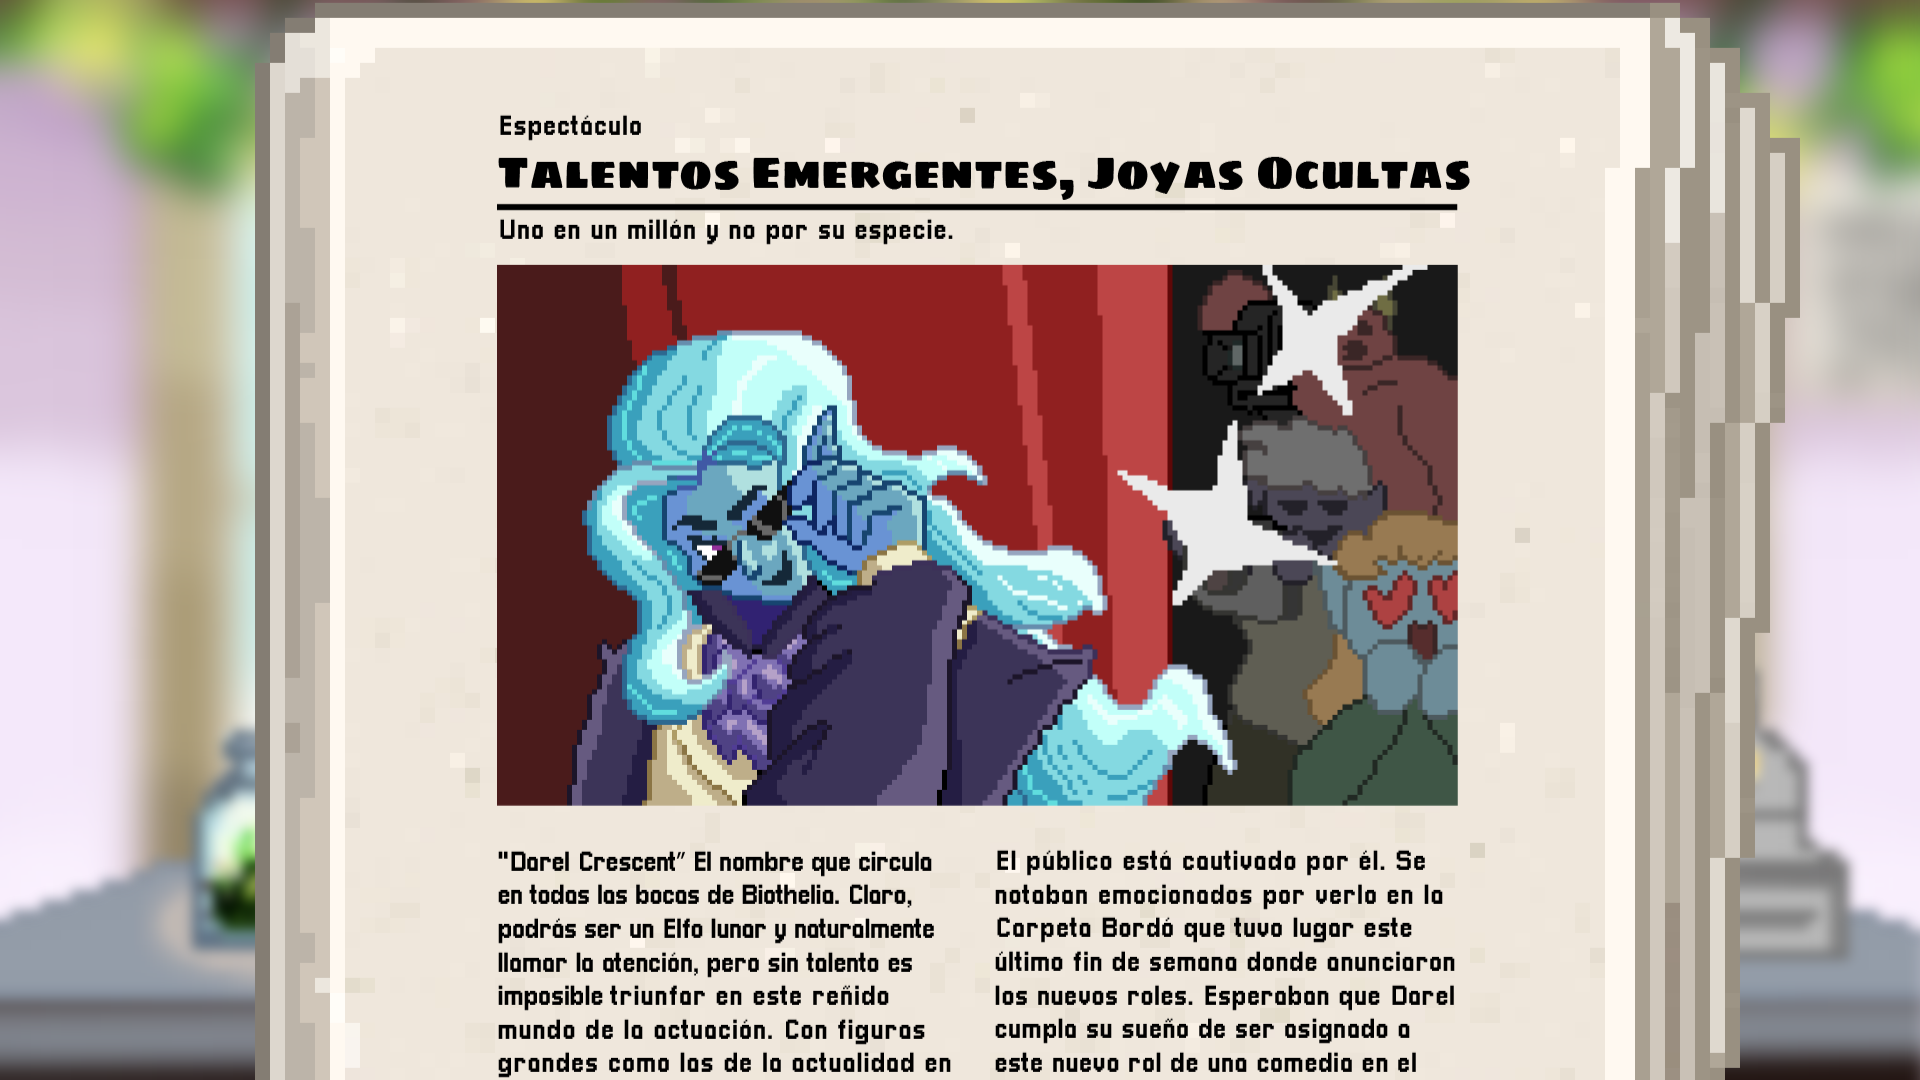 Espectáculo
Talentos Emergentes, Joyas Ocultas
Uno en un millón y no por su especie.
"Darel Crescent" El nombre que circula
en todas las bocas de Biothelia. Claro,
podrás ser un Elfo lunar y naturalmente
llamar la atención, pero sin talento es
imposible triunfar en este reñido
mundo de la actuación. Con figuras
grandes como las de la actualidad en
El público está cautivado por él. Se
notaban emocionados por verlo en la
Carpeta Bordó que tuvo lugar este
último fin de semana donde anunciaron
los nuevos roles. Esperaban que Darel
cumpla su sueño de ser asignado a
este nuevo rol de una comedia en el